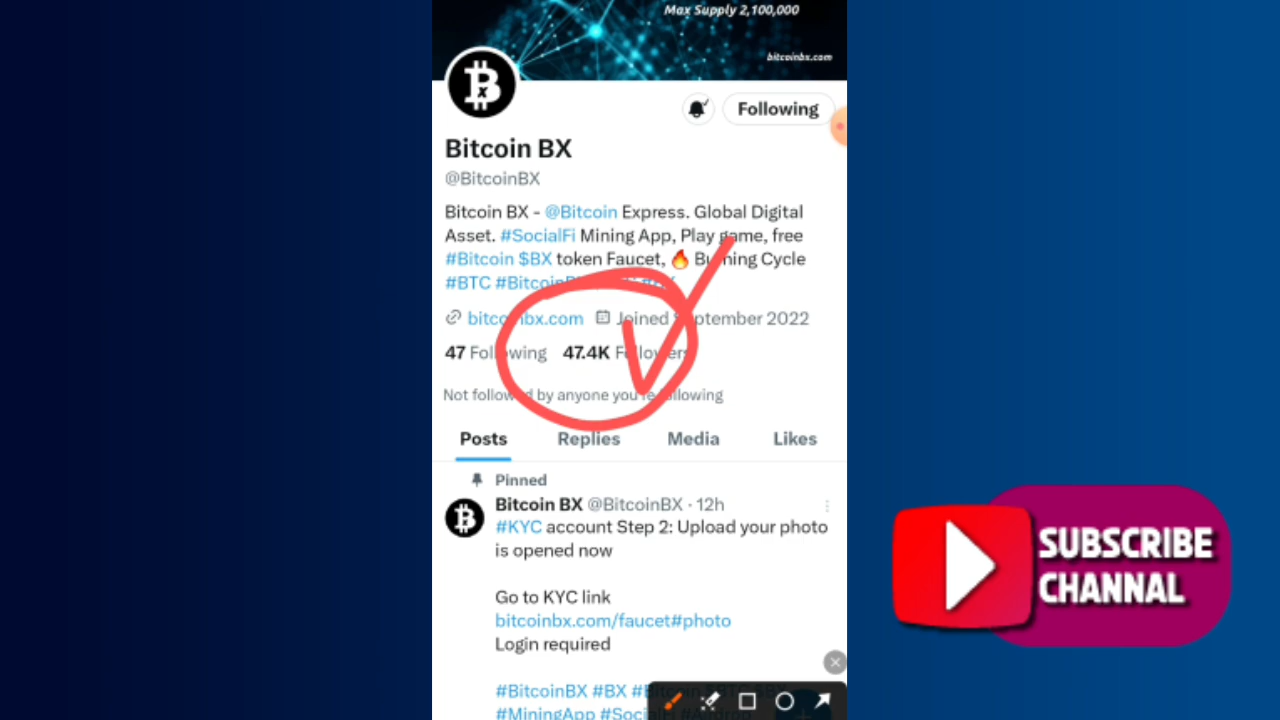 Max Supply 2,100,000
bitcoinbx.com
Following
Bitcoin BX
@BitcoinBX
Bitcoin BX - @Bitcoin Express. Global Digital
Asset. #SocialFi Mining App, Play game, free
#Bitcoin $BX token Faucet, 🔥 Burning Cycle
#BTC
bitcoinbx.com Joined September 2022
47 Following 47.4K Followers
Not followed by anyone you're following
Posts Replies Media Likes
Pinned
Bitcoin BX @BitcoinBX · 12h
#KYC account Step 2: Upload your photo
is opened now
Go to KYC link
bitcoinbx.com/faucet#photo
Login required
#BitcoinBX #BX
#MiningApp
SUBSCRIBE
CHANNAL